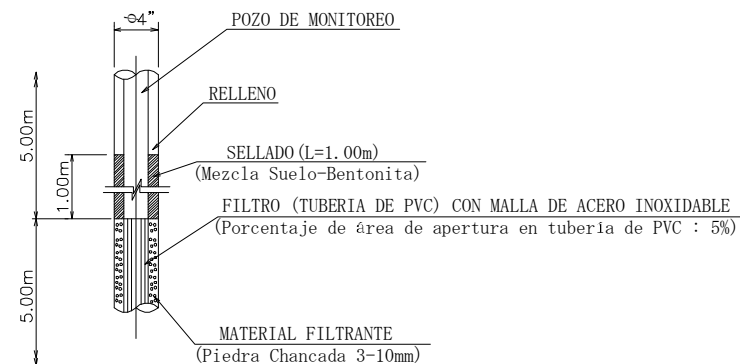 φ4"
POZO DE MONITOREO
RELLENO
5.00m
1.00m
SELLADO(L=1.00m)
(Mezcla Suelo-Bentonita)
FILTRO (TUBERIA DE PVC) CON MALLA DE ACERO INOXIDABLE
(Porcentaje de área de apertura en tubería de PVC : 5%)
5.00m
MATERIAL FILTRANTE
(Piedra Chancada 3-10mm)